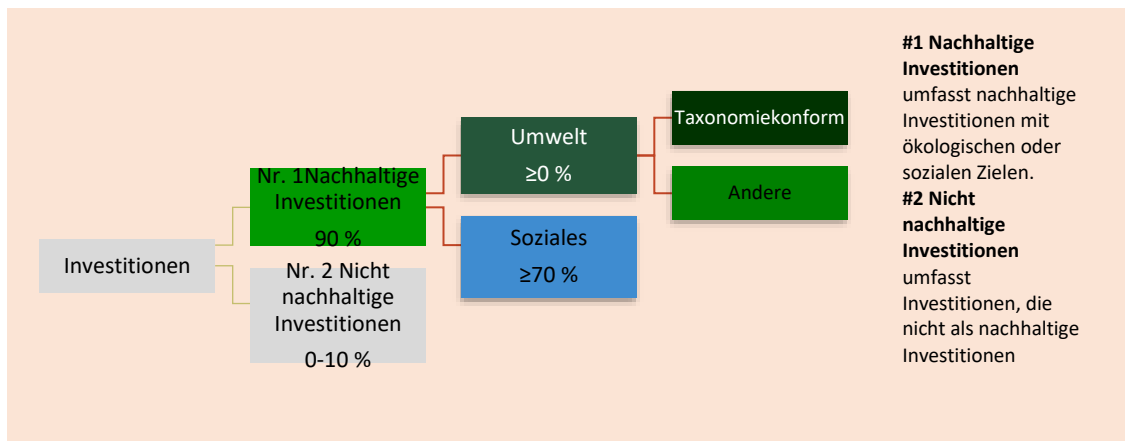 Investitionen
Nr. 1Nachhaltige
Investitionen
90 %
Nr. 2 Nicht
nachhaltige
Investitionen
0-10 %
Umwelt
≥0 %
Soziales
≥70 %
Taxonomiekonform
Andere
#1 Nachhaltige
Investitionen
umfasst nachhaltige
Investitionen mit
ökologischen oder
sozialen Zielen.
#2 Nicht
nachhaltige
Investitionen
umfasst
Investitionen, die
nicht als nachhaltige
Investitionen